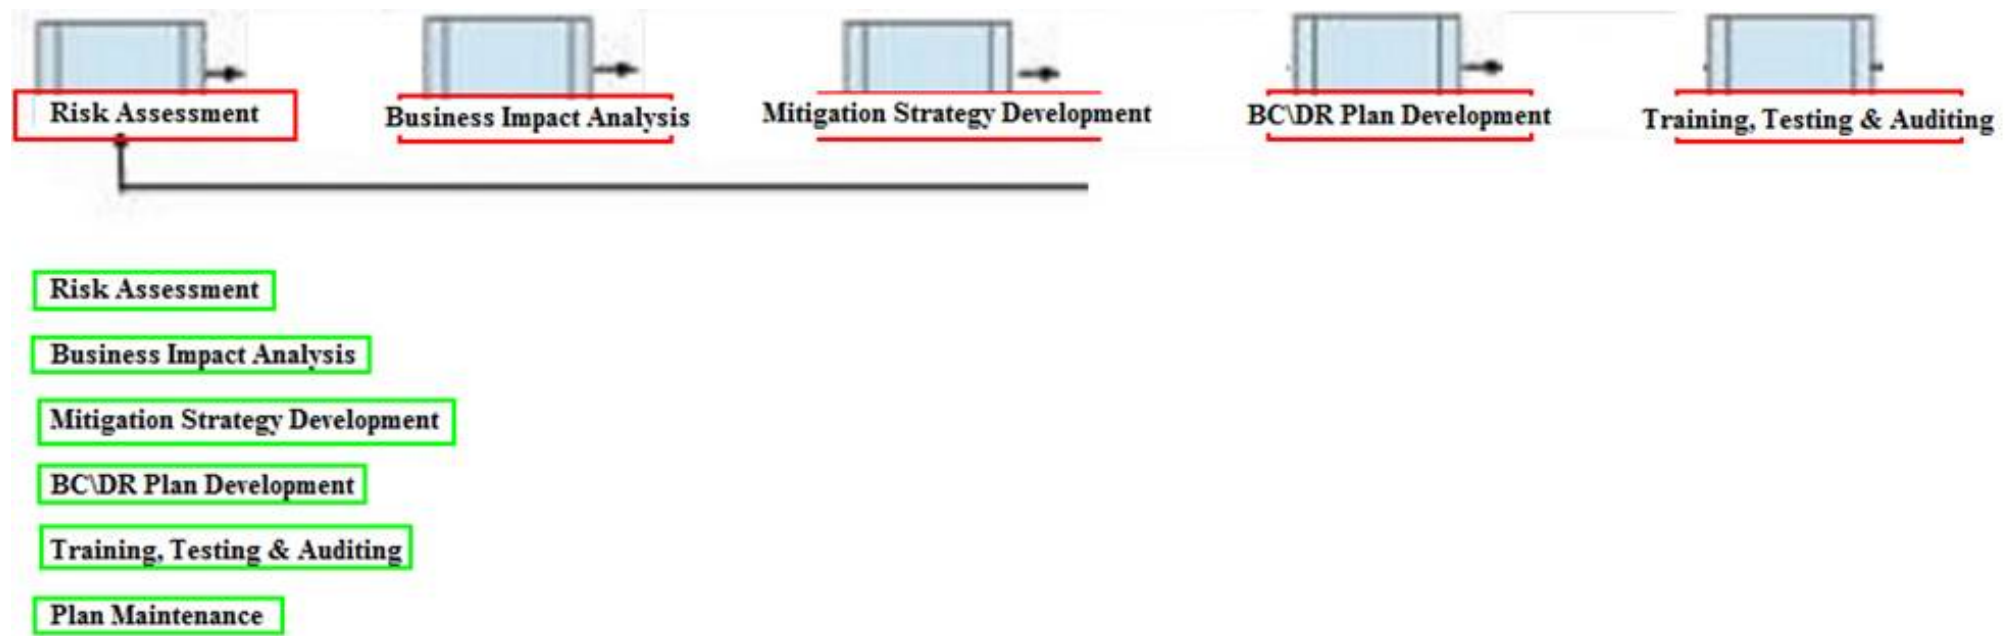 Risk Assessment
Business Impact Analysis
Mitigation Strategy Development
BC\DR Plan Development
Training, Testing & Auditing
Risk Assessment
Business Impact Analysis
Mitigation Strategy Development
BC\DR Plan Development
Training, Testing & Auditing
Plan Maintenance